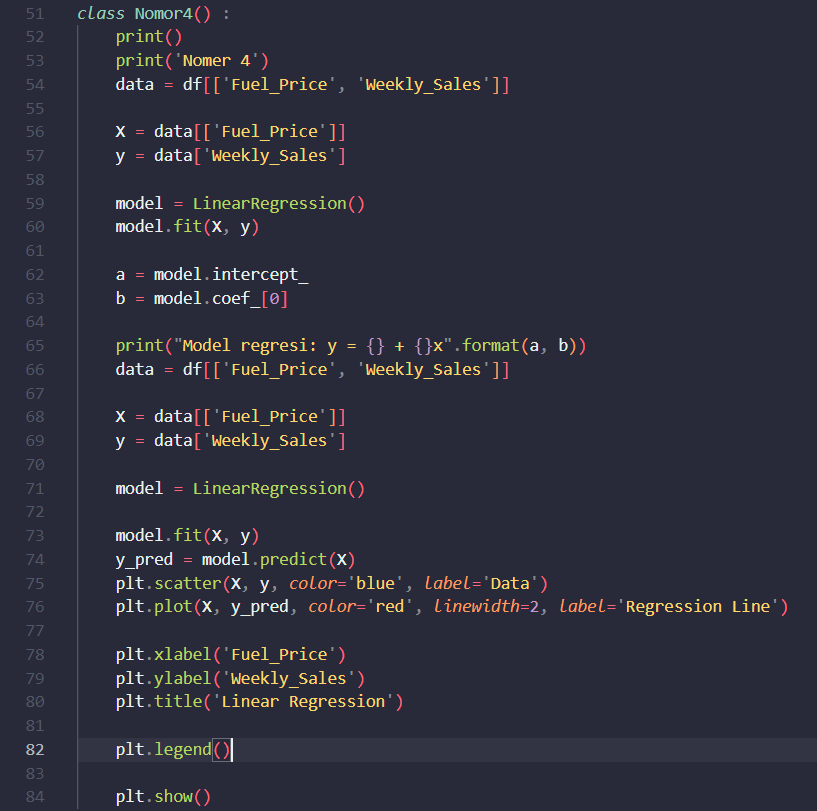 51 class Nomor4() :
52     print()
53     print('Nomer 4')
54     data = df[['Fuel_Price', 'Weekly_Sales']]
55
56     X = data[['Fuel_Price']]
57     y = data['Weekly_Sales']
58
59     model = LinearRegression()
60     model.fit(X, y)
61
62     a = model.intercept_
63     b = model.coef_[0]
64
65     print("Model regresi: y = {} + {}x".format(a, b))
66     data = df[['Fuel_Price', 'Weekly_Sales']]
67
68     X = data[['Fuel_Price']]
69     y = data['Weekly_Sales']
70
71     model = LinearRegression()
72
73     model.fit(X, y)
74     y_pred = model.predict(X)
75     plt.scatter(X, y, color='blue', label='Data')
76     plt.plot(X, y_pred, color='red', linewidth=2, label='Regression Line')
77
78     plt.xlabel('Fuel_Price')
79     plt.ylabel('Weekly_Sales')
80     plt.title('Linear Regression')
81
82     plt.legend()
83
84     plt.show()